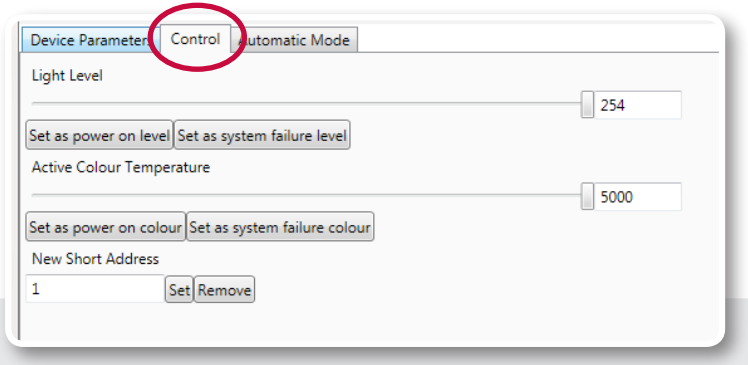 Device Parameters Control Automatic Mode
Light Level
254
Set as power on level Set as system failure level
Active Colour Temperature
5000
Set as power on colour Set as system failure colour
New Short Address
1 Set Remove